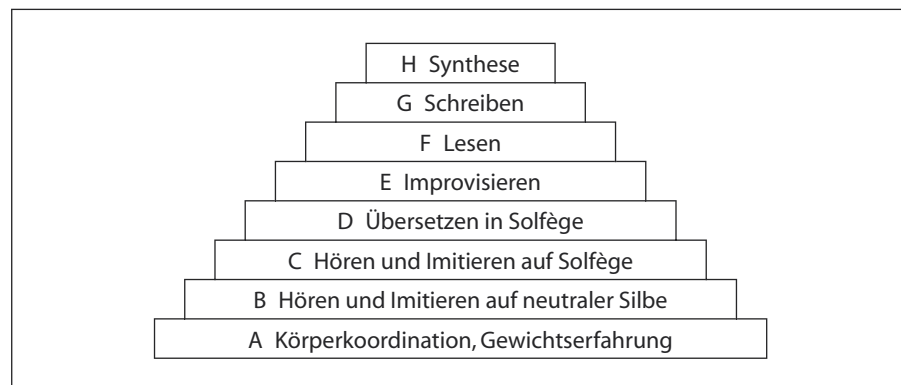 H Synthese
G Schreiben
F Lesen
E Improvisieren
D Übersetzen in Solfège
C Hören und Imitieren auf Solfège
B Hören und Imitieren auf neutraler Silbe
A Körperkoordination, Gewichtserfahrung